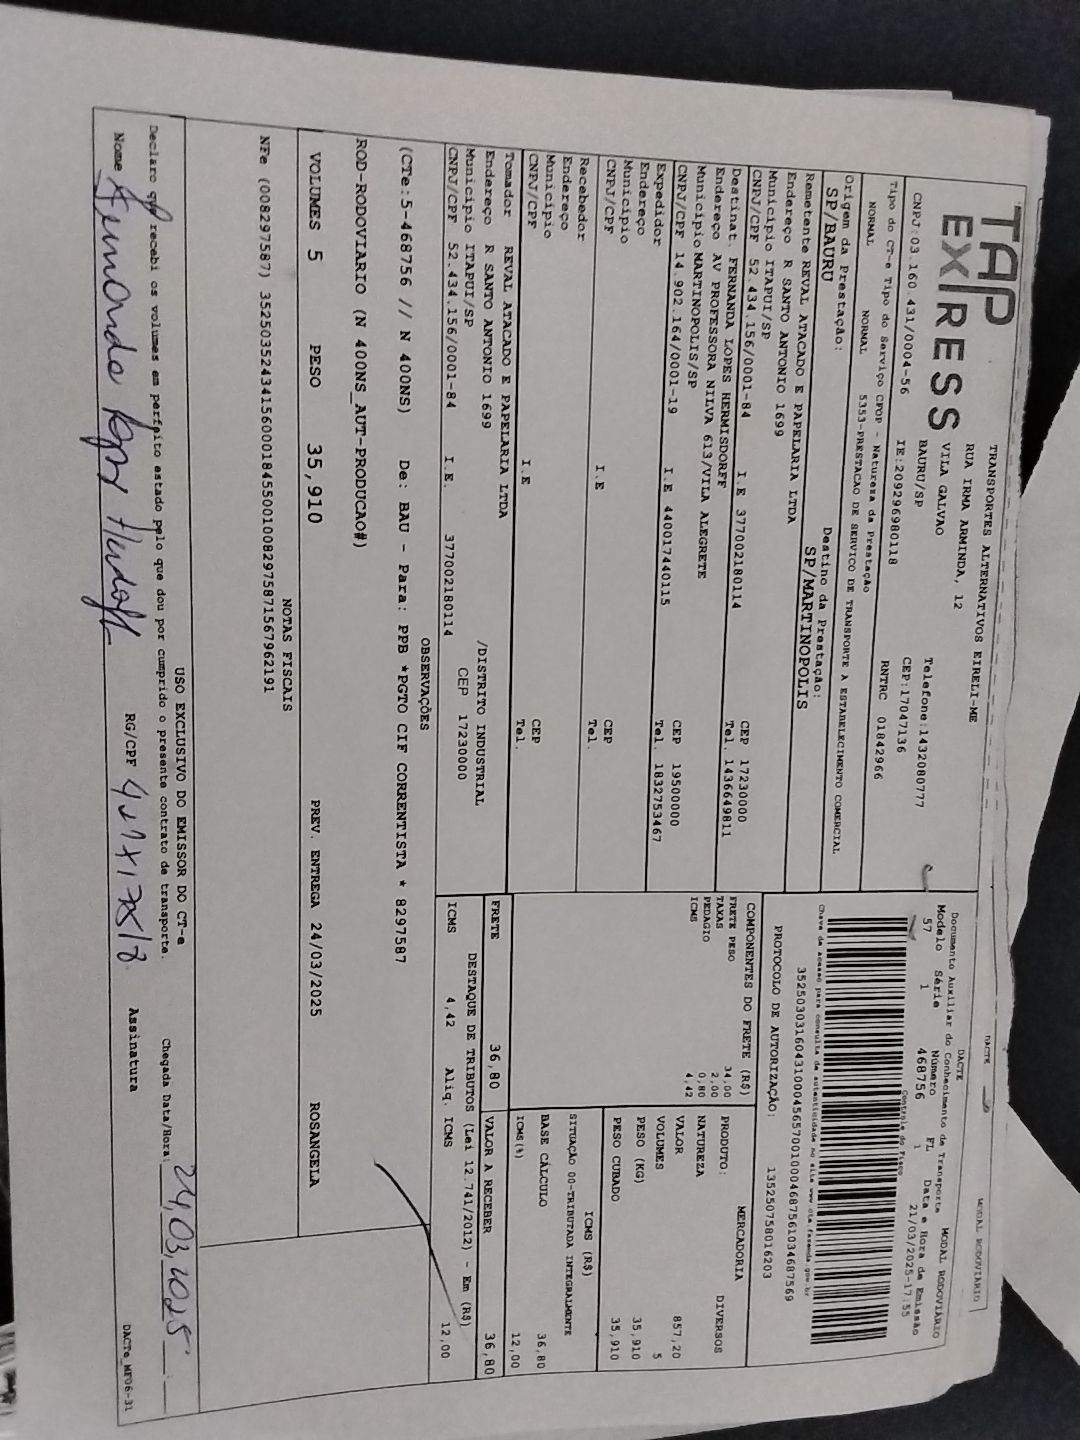 DACTE
MODAL RODOVIÁRIO
TAP EXPRESS
TRANSPORTES ALTERNATIVOS EIRELI-ME
RUA IRMA ARMINDA, 12
VILA GALVAO
BAURU/SP
Telefone:1432080777
CEP:17047136
CNPJ:03.160.431/0004-56 IE:209296980118
RNTRC 01842966
Tipo do CT-e Tipo do Serviço CFOP - Natureza da Prestação
NORMAL NORMAL 5353-PRESTACAO DE SERVICO DE TRANSPORTE A ESTABELECIMENTO COMERCIAL
Origem da Prestação: Destino da Prestação:
SP/BAURU SP/MARTINOPOLIS
DACTE
Documento Auxiliar do Conhecimento de Transporte MODAL RODOVIÁRIO
Modelo Série Número FL Data e Hora de Emissão
57 1 468756 1 21/03/2025-17:55
Controle do Fisco
Chave de acesso para consulta de autenticidade no site www.cte.fazenda.gov.br
PROTOCOLO DE AUTORIZAÇÃO: 135250758016203
Remetente REVAL ATACADO E PAPELARIA LTDA
Endereço R SANTO ANTONIO 1699
Município ITAPUI/SP CEP 17230000
CNPJ/CPF 52.434.156/0001-84 I.E 377002180114 Tel. 1436649811
Destinat. FERNANDA LOPES HERMISDORFF
Endereço AV PROFESSORA NILVA 613/VILA ALEGRETE
Município MARTINOPOLIS/SP CEP 19500000
CNPJ/CPF 14.902.164/0001-19 I.E 440017440115 Tel. 1832753467
Expedidor
Endereço
Município CEP
CNPJ/CPF I.E Tel.
Recebedor
Endereço
Município CEP
CNPJ/CPF I.E Tel.
Tomador REVAL ATACADO E PAPELARIA LTDA
Endereço R SANTO ANTONIO 1699 /DISTRITO INDUSTRIAL
Município ITAPUI/SP CEP 17230000
CNPJ/CPF 52.434.156/0001-84 I.E. 377002180114
COMPONENTES DO FRETE (R$)
FRETE PESO 34,00
TAXAS 2,00
PEDAGIO 0,80
ICMS 4,42
MERCADORIA
PRODUTO: DIVERSOS
NATUREZA
VALOR 857,20
VOLUMES 5
PESO (KG) 35,910
PESO CUBADO 35,910
ICMS (R$)
SITUAÇÃO 00-TRIBUTADA INTEGRALMENTE
BASE CÁLCULO 36,80
ICMS(%) 12,00
FRETE 36,80 VALOR A RECEBER 36,80
DESTAQUE DE TRIBUTOS (Lei 12.741/2012) - Em (R$)
ICMS 4,42 Aliq. ICMS 12,00
OBSERVAÇÕES
(CTe:5-468756 // N 400NS) De: BAU - Para: PPB *PGTO CIF CORRENTISTA * 8297587
ROD-RODOVIARIO (N 400NS_AUT-PRODUCAO#)
VOLUMES 5 PESO 35,910 PREV. ENTREGA 24/03/2025 ROSANGELA
NOTAS FISCAIS
USO EXCLUSIVO DO EMISSOR DO CT-e
Declaro que recebi os volumes em perfeito estado pelo que dou por cumprido o presente contrato de transporte. Chegada Data/Hora: 24,03,2025
Nome Fernanda RG/CPF Assinatura
DACTe_MF06-31